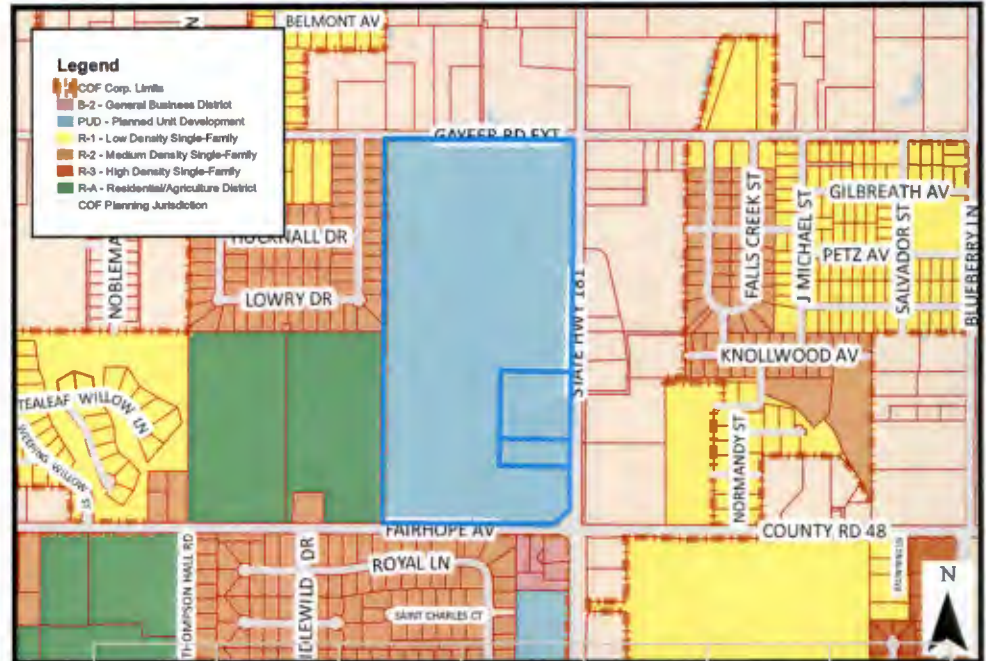 BELMONT AV
N
Legend
COF Corp. Limits
B-2 - General Business District
PUD - Planned Unit Development
R-1 - Low Density Single-Family
R-2 - Medium Density Single-Family
R-3 - High Density Single-Family
R-A - Residential/Agriculture District
COF Planning Jurisdiction
GAYFER RD EXT
HUCKNALL DR
LOWRY DR
NOBLEMA
STATE HWY 181
FALLS CREEK ST
J MICHAEL ST
GILBREATH AV
PETZ AV
SALVADOR ST
BLUEBERRY LN
KNOLLWOOD AV
TEALEAF WILLOW LN
WEEPING WILLOW
ST
NORMANDY ST
FAIRHOPE AV
COUNTY RD 48
THOMPSON HALL RD
IDLEWILD DR
ROYAL LN
SAINT CHARLES CT
N